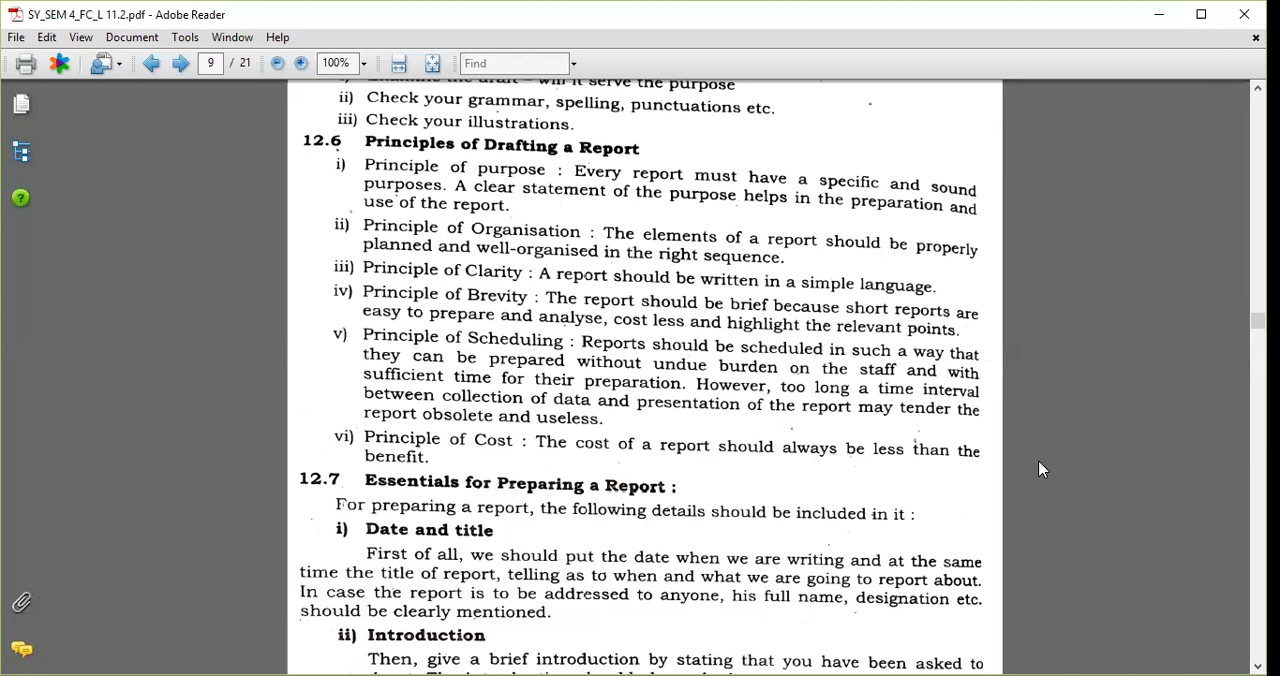 SY_SEM 4_FC_L 11.2.pdf - Adobe Reader
File Edit View Document Tools Window Help
9 / 21 100% Find
the draft - will it serve the purpose
ii) Check your grammar, spelling, punctuations etc.
iii) Check your illustrations.
12.6 Principles of Drafting a Report
i) Principle of purpose : Every report must have a specific and sound
purposes. A clear statement of the purpose helps in the preparation and
use of the report.
ii) Principle of Organisation : The elements of a report should be properly
planned and well-organised in the right sequence.
iii) Principle of Clarity : A report should be written in a simple language.
iv) Principle of Brevity : The report should be brief because short reports are
easy to prepare and analyse, cost less and highlight the relevant points.
v) Principle of Scheduling : Reports should be scheduled in such a way that
they can be prepared without undue burden on the staff and with
sufficient time for their preparation. However, too long a time interval
between collection of data and presentation of the report may tender the
report obsolete and useless.
vi) Principle of Cost : The cost of a report should always be less than the
benefit.
12.7 Essentials for Preparing a Report :
For preparing a report, the following details should be included in it :
i) Date and title
First of all, we should put the date when we are writing and at the same
time the title of report, telling as to when and what we are going to report about.
In case the report is to be addressed to anyone, his full name, designation etc.
should be clearly mentioned.
ii) Introduction
Then, give a brief introduction by stating that you have been asked to